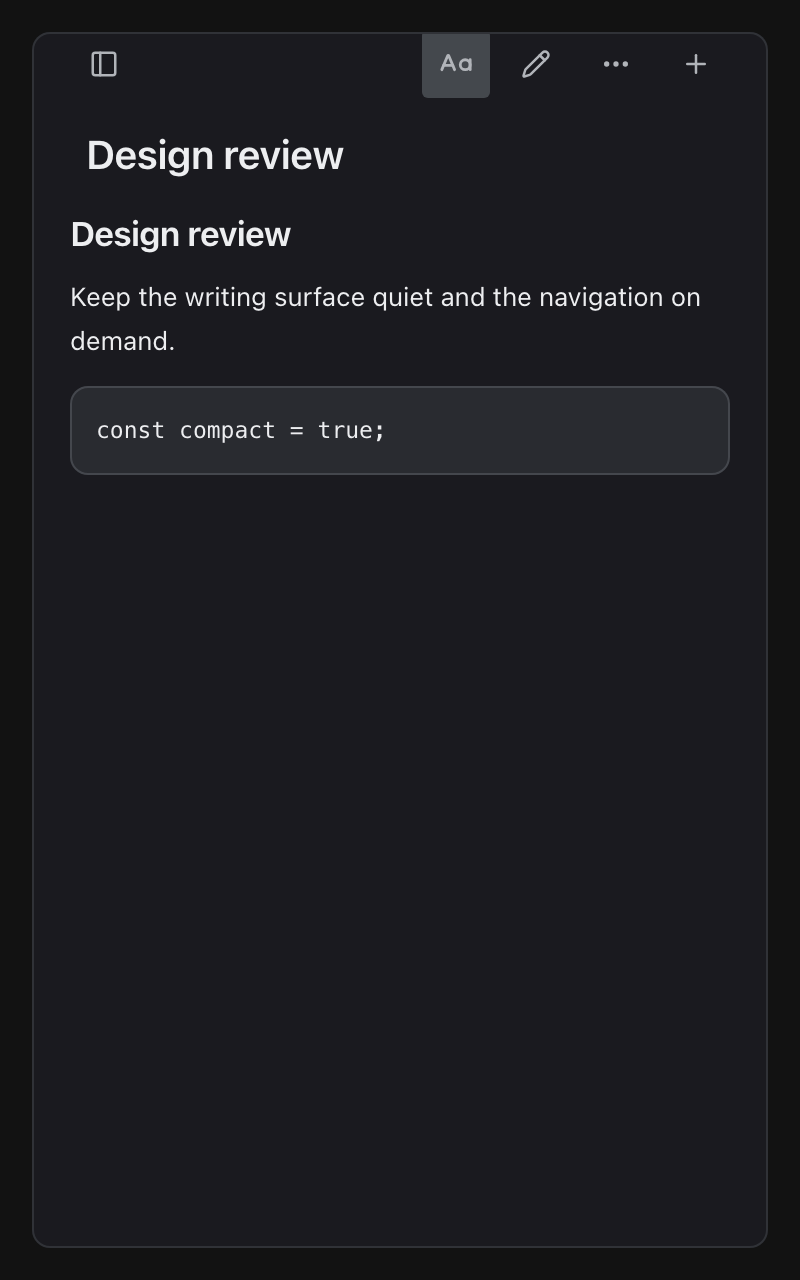 Aa
Design review
Design review
Keep the writing surface quiet and the navigation on
demand.
const compact = true;